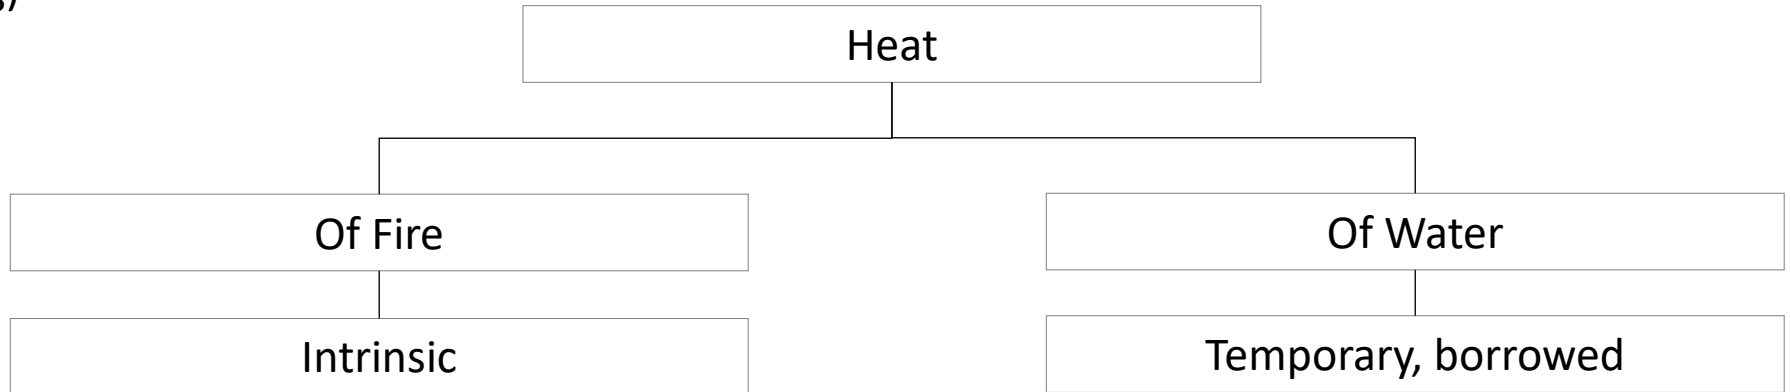 Heat
Of Fire
Of Water
Intrinsic
Temporary, borrowed